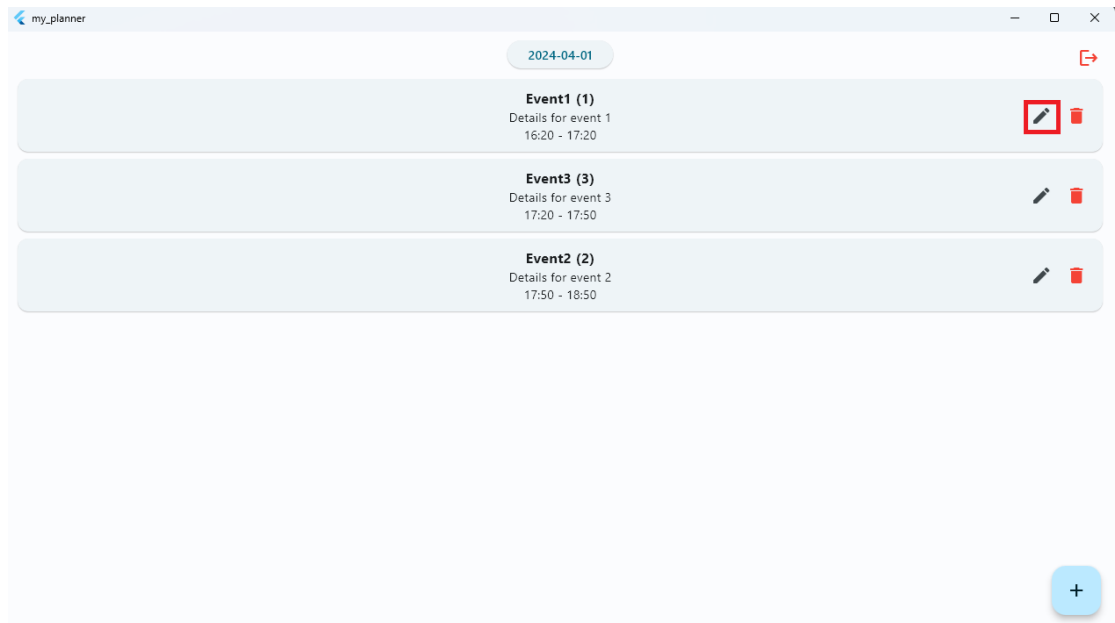 my_planner
2024-04-01
Event1 (1)
Details for event 1
16:20 - 17:20
Event3 (3)
Details for event 3
17:20 - 17:50
Event2 (2)
Details for event 2
17:50 - 18:50